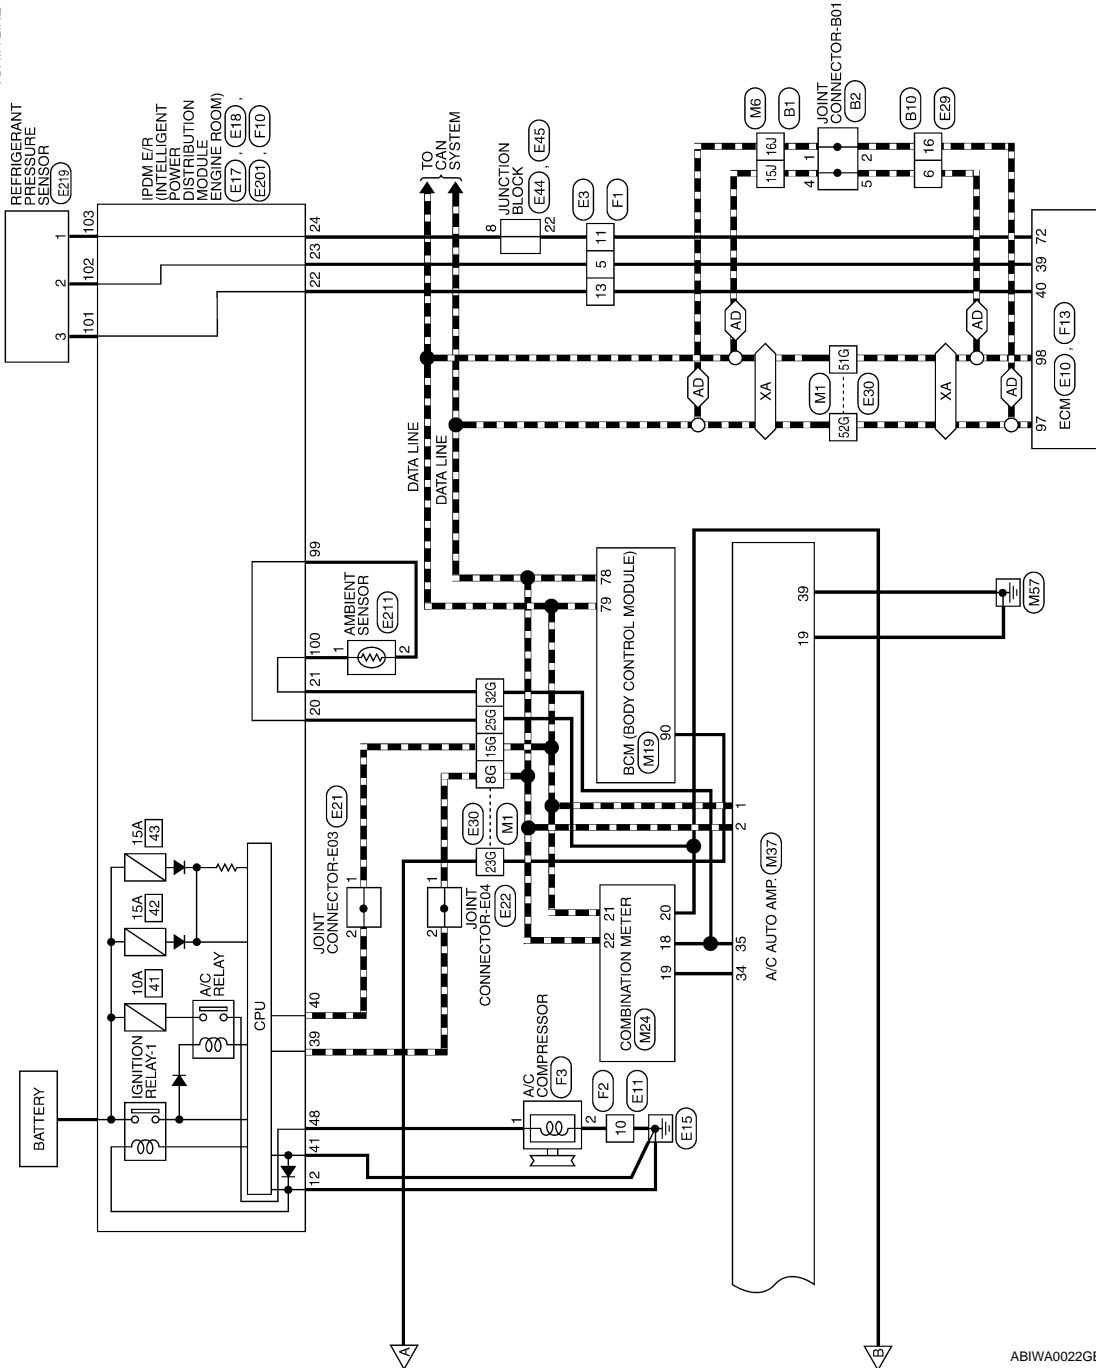 BATTERY
IGNITION
RELAY-1
A/C
RELAY
10A
41
15A
42
15A
43
CPU
12
41
48
39
40
20
21
100
99
22
23
24
101
102
103
3
2
1
REFRIGERANT
PRESSURE
SENSOR
E219
IPDM E/R
(INTELLIGENT
POWER
DISTRIBUTION
MODULE
ENGINE ROOM)
E17 , E18 ,
E201 , F10
JOINT
CONNECTOR-E03
E21
2
1
2
1
JOINT
CONNECTOR-E04
E22
AMBIENT
SENSOR
E211
1
2
DATA LINE
DATA LINE
TO
CAN
SYSTEM
JUNCTION
BLOCK
E44 , E45
8
22
E3
F1
13
5
11
A/C
COMPRESSOR
F3
1
2
F2
E11
10
E15
23G
8G
15G
25G
32G
E30
M1
COMBINATION METER
M24
22
21
19
18
20
BCM (BODY CONTROL MODULE)
M19
79
78
90
34
35
2
1
19
39
A/C AUTO AMP.
M37
M57
AD
AD
XA
52G
51G
M1
E30
XA
AD
AD
M6
B1
15J
16J
JOINT
CONNECTOR-B01
B2
4
1
5
2
B10
E29
6
16
97
98
40
39
72
ECM
E10 , F13
A
B
ABIWA0022GE